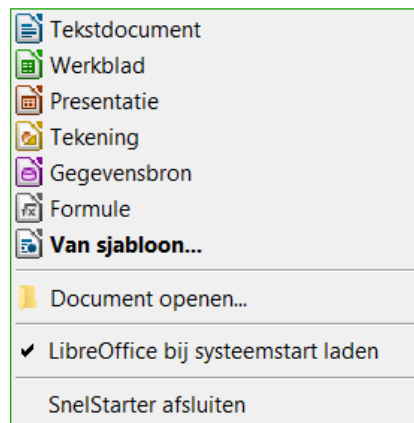 Tekstdocument
Werkblad
Presentatie
Tekening
Gegevensbron
Formule
Van sjabloon...
Document openen...
LibreOffice bij systeemstart laden
SnelStarter afsluiten